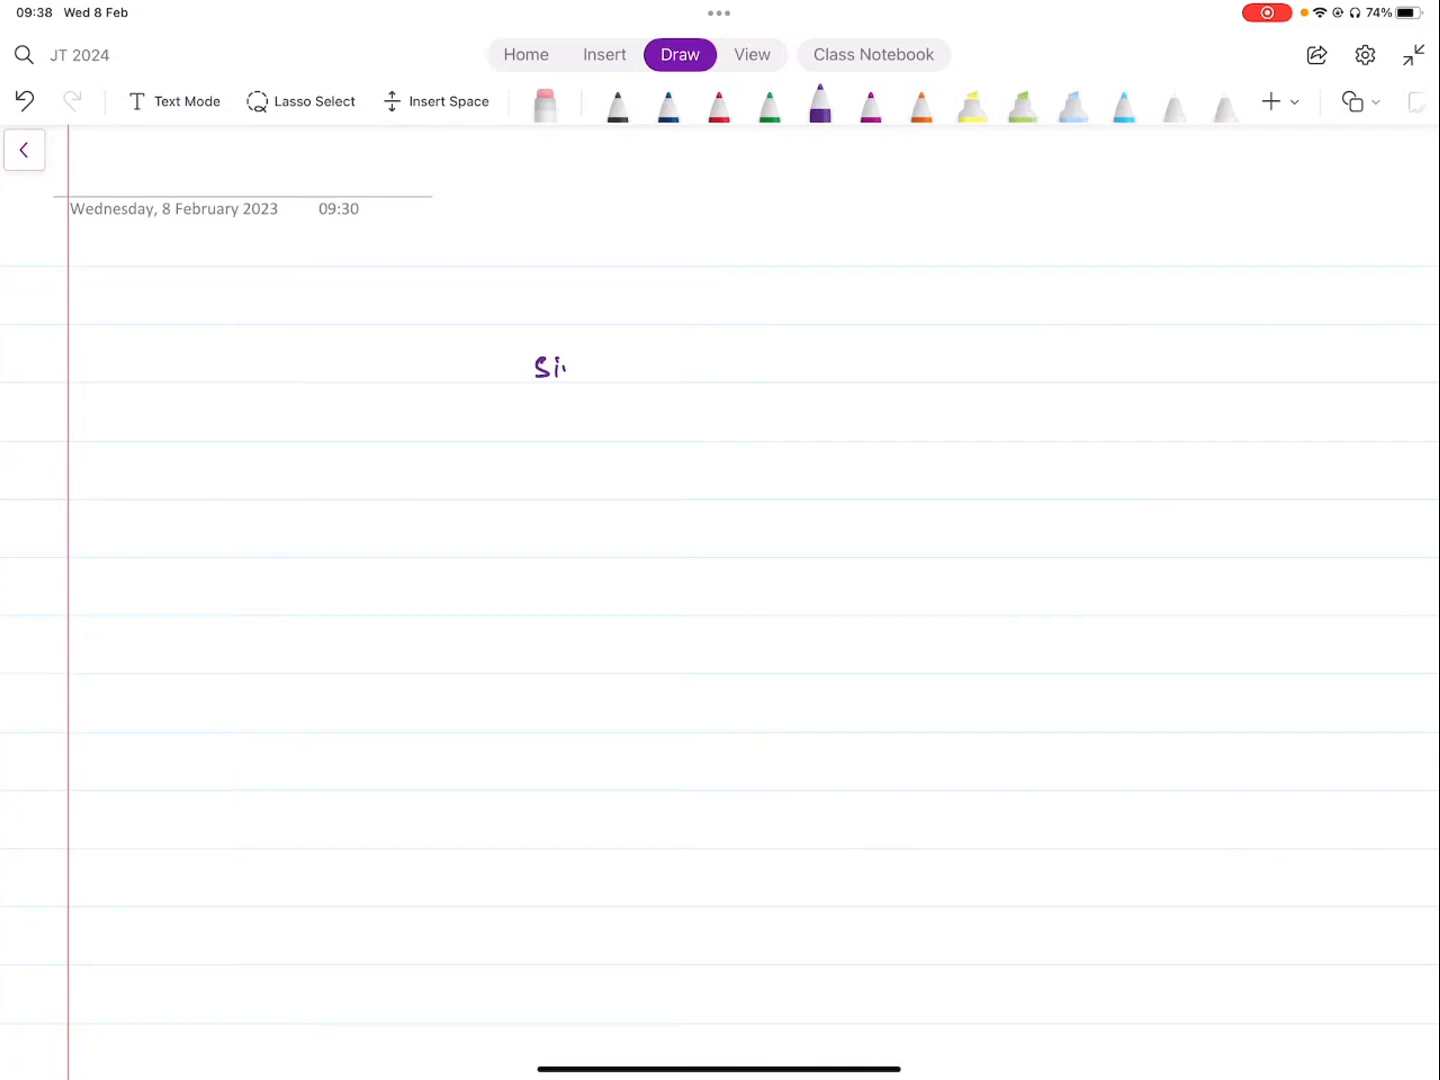 09:38 Wed 8 Feb 74%
JT 2024 Home Insert Draw View Class Notebook
Text Mode Lasso Select Insert Space
Wednesday, 8 February 2023 09:30
Si